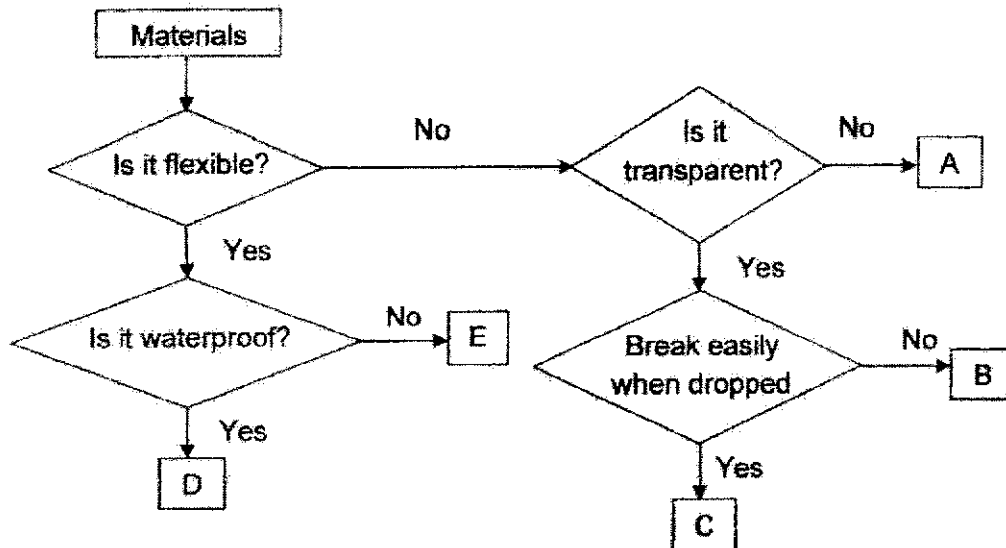 Materials
Is it flexible?
No
Is it
transparent?
No
A
Yes
Yes
Is it waterproof?
No
E
Break easily
when dropped
No
B
Yes
D
Yes
C